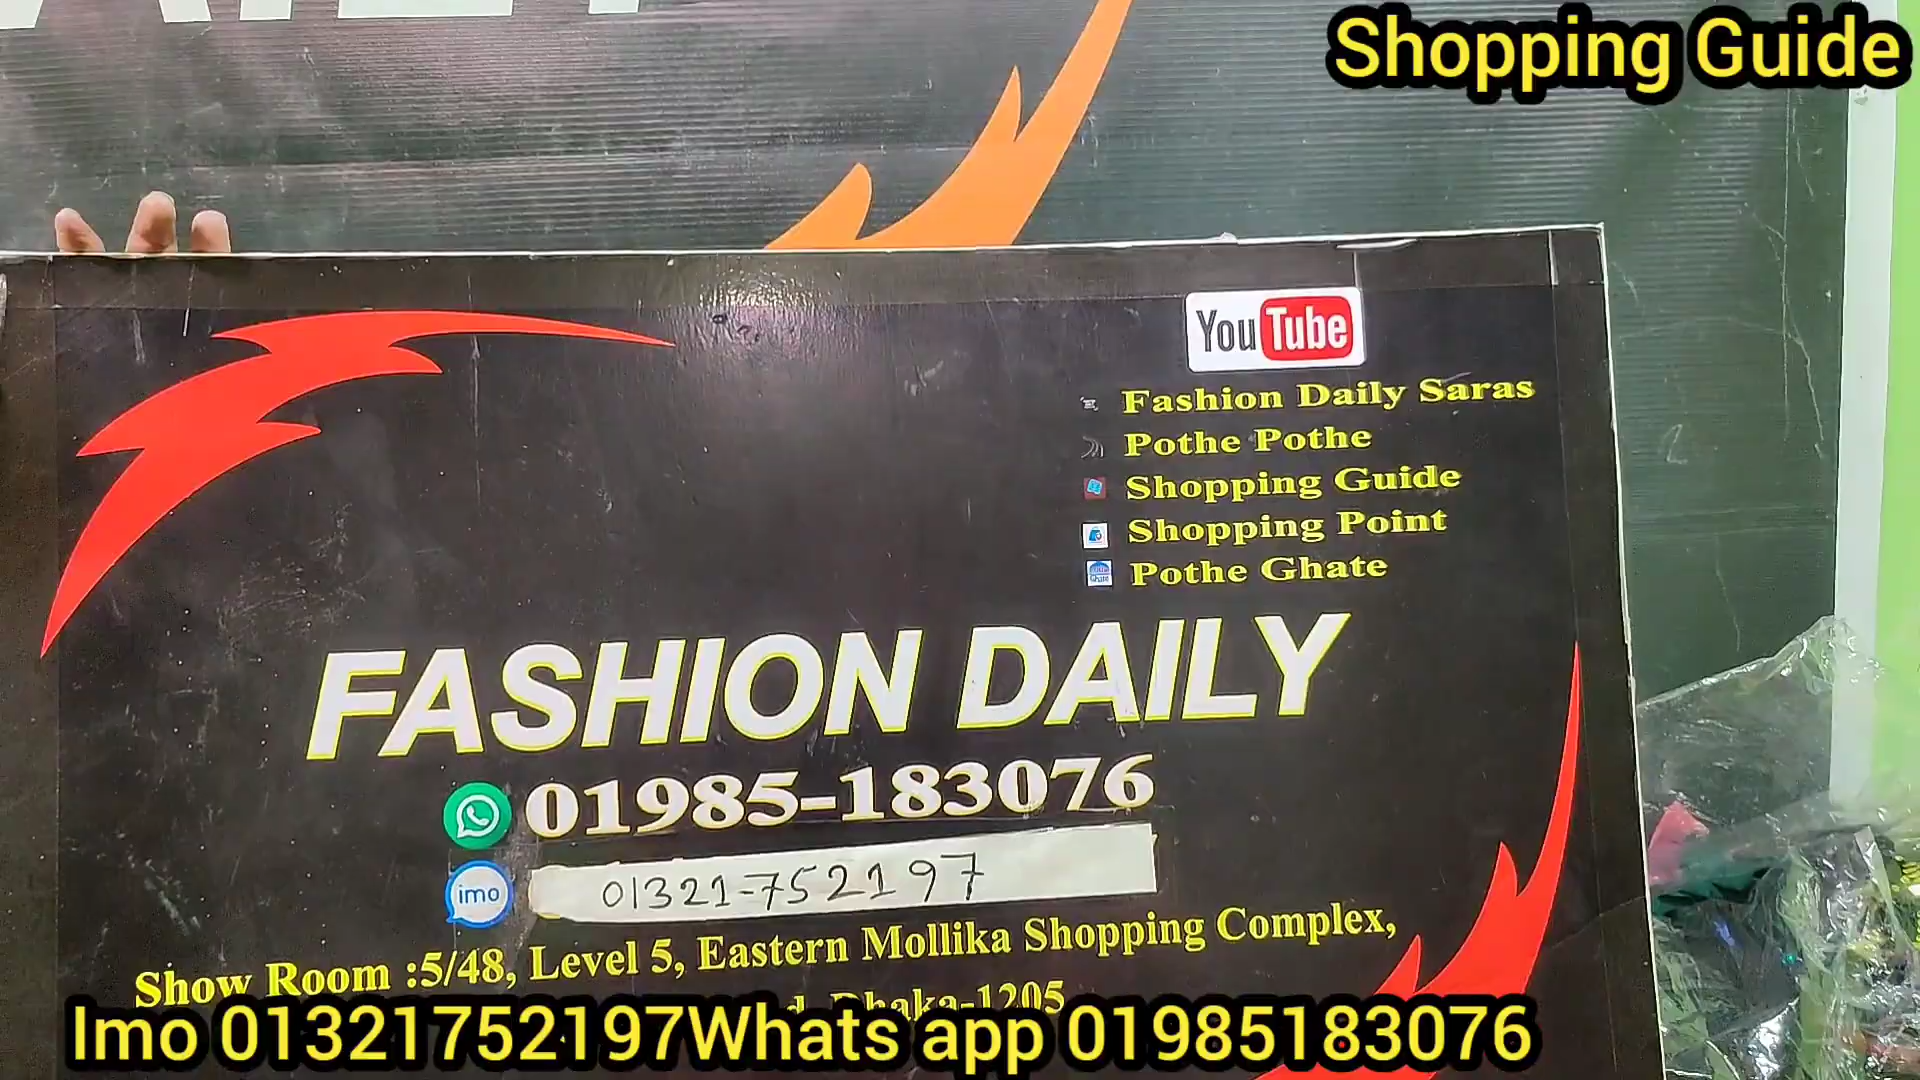 Shopping Guide
YouTube
Fashion Daily Saras
Pothe Pothe
Shopping Guide
Shopping Point
Pothe Ghate
FASHION DAILY
01985-183076
imo 01321-752197
Show Room :5/48, Level 5, Eastern Mollika Shopping Complex,
Dhaka-1205
Imo 01321752197Whats app 01985183076